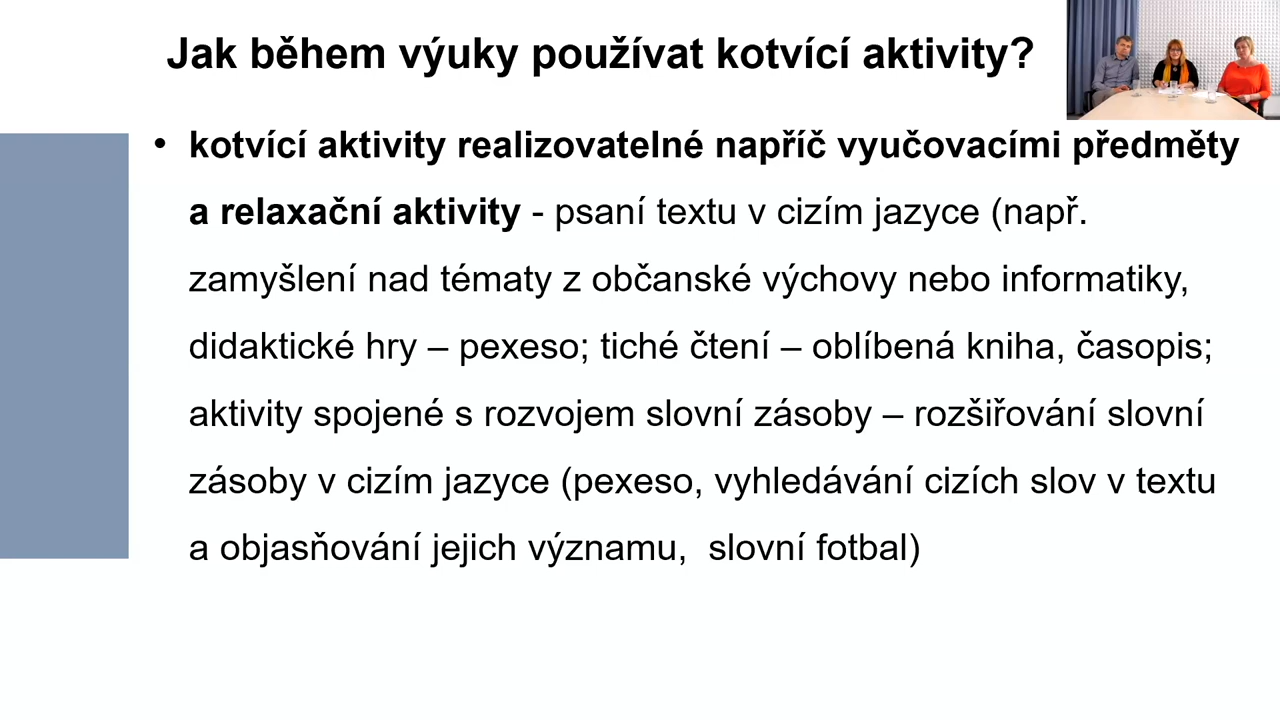 Jak během výuky používat kotvící aktivity?
• kotvící aktivity realizovatelné napříč vyučovacími předměty
a relaxační aktivity - psaní textu v cizím jazyce (např.
zamyšlení nad tématy z občanské výchovy nebo informatiky,
didaktické hry – pexeso; tiché čtení – oblíbená kniha, časopis;
aktivity spojené s rozvojem slovní zásoby – rozšiřování slovní
zásoby v cizím jazyce (pexeso, vyhledávání cizích slov v textu
a objasňování jejich významu,  slovní fotbal)